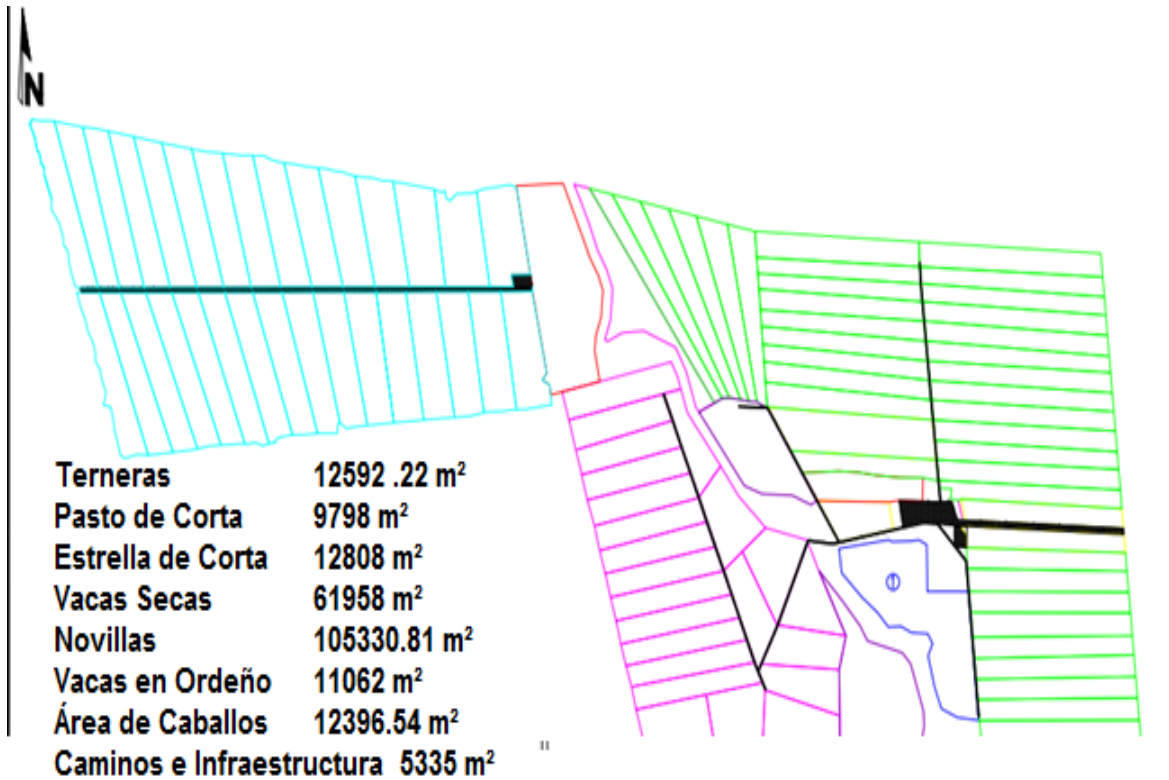 N
Terneras 12592 .22 m²
Pasto de Corta 9798 m²
Estrella de Corta 12808 m²
Vacas Secas 61958 m²
Novillas 105330.81 m²
Vacas en Ordeño 11062 m²
Área de Caballos 12396.54 m²
Caminos e Infraestructura 5335 m²